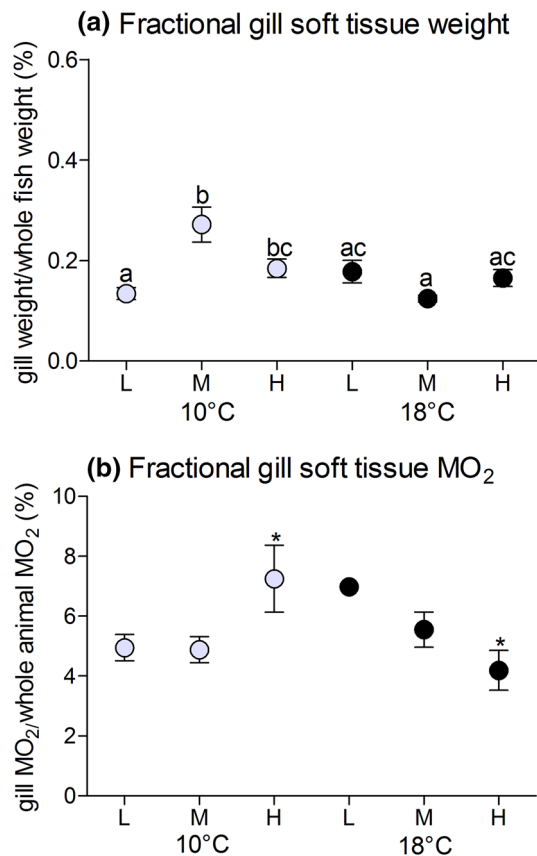 (a) Fractional gill soft tissue weight
gill weight/whole fish weight (%)
0.6
0.4
0.2
0.0
a
b
bc
ac
a
ac
L M H L M H
10°C 18°C
(b) Fractional gill soft tissue MO₂
gill MO₂/whole animal MO₂ (%)
10
8
6
4
2
0
*
*
L M H L M H
10°C 18°C